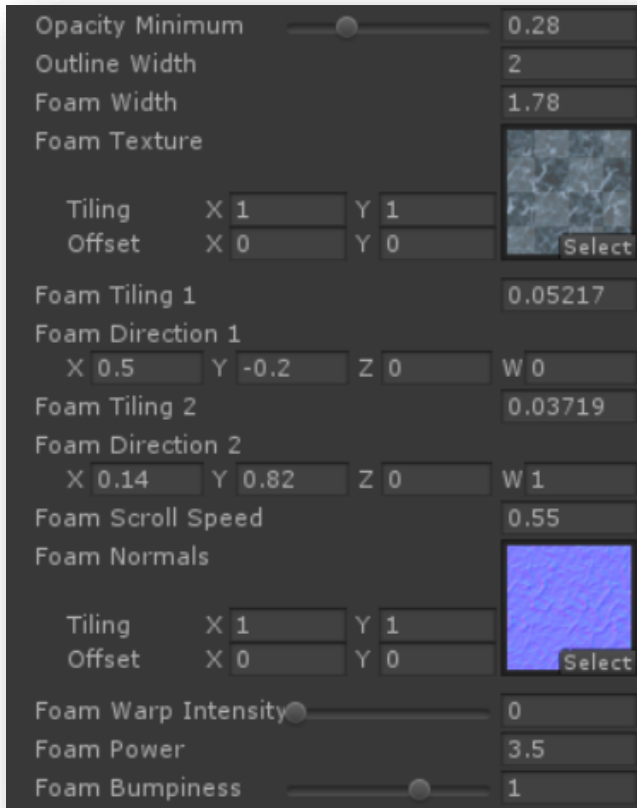 Opacity Minimum 0.28
Outline Width 2
Foam Width 1.78
Foam Texture
Tiling X 1 Y 1
Offset X 0 Y 0 Select
Foam Tiling 1 0.05217
Foam Direction 1
X 0.5 Y -0.2 Z 0 W 0
Foam Tiling 2 0.03719
Foam Direction 2
X 0.14 Y 0.82 Z 0 W 1
Foam Scroll Speed 0.55
Foam Normals
Tiling X 1 Y 1
Offset X 0 Y 0 Select
Foam Warp Intensity 0
Foam Power 3.5
Foam Bumpiness 1